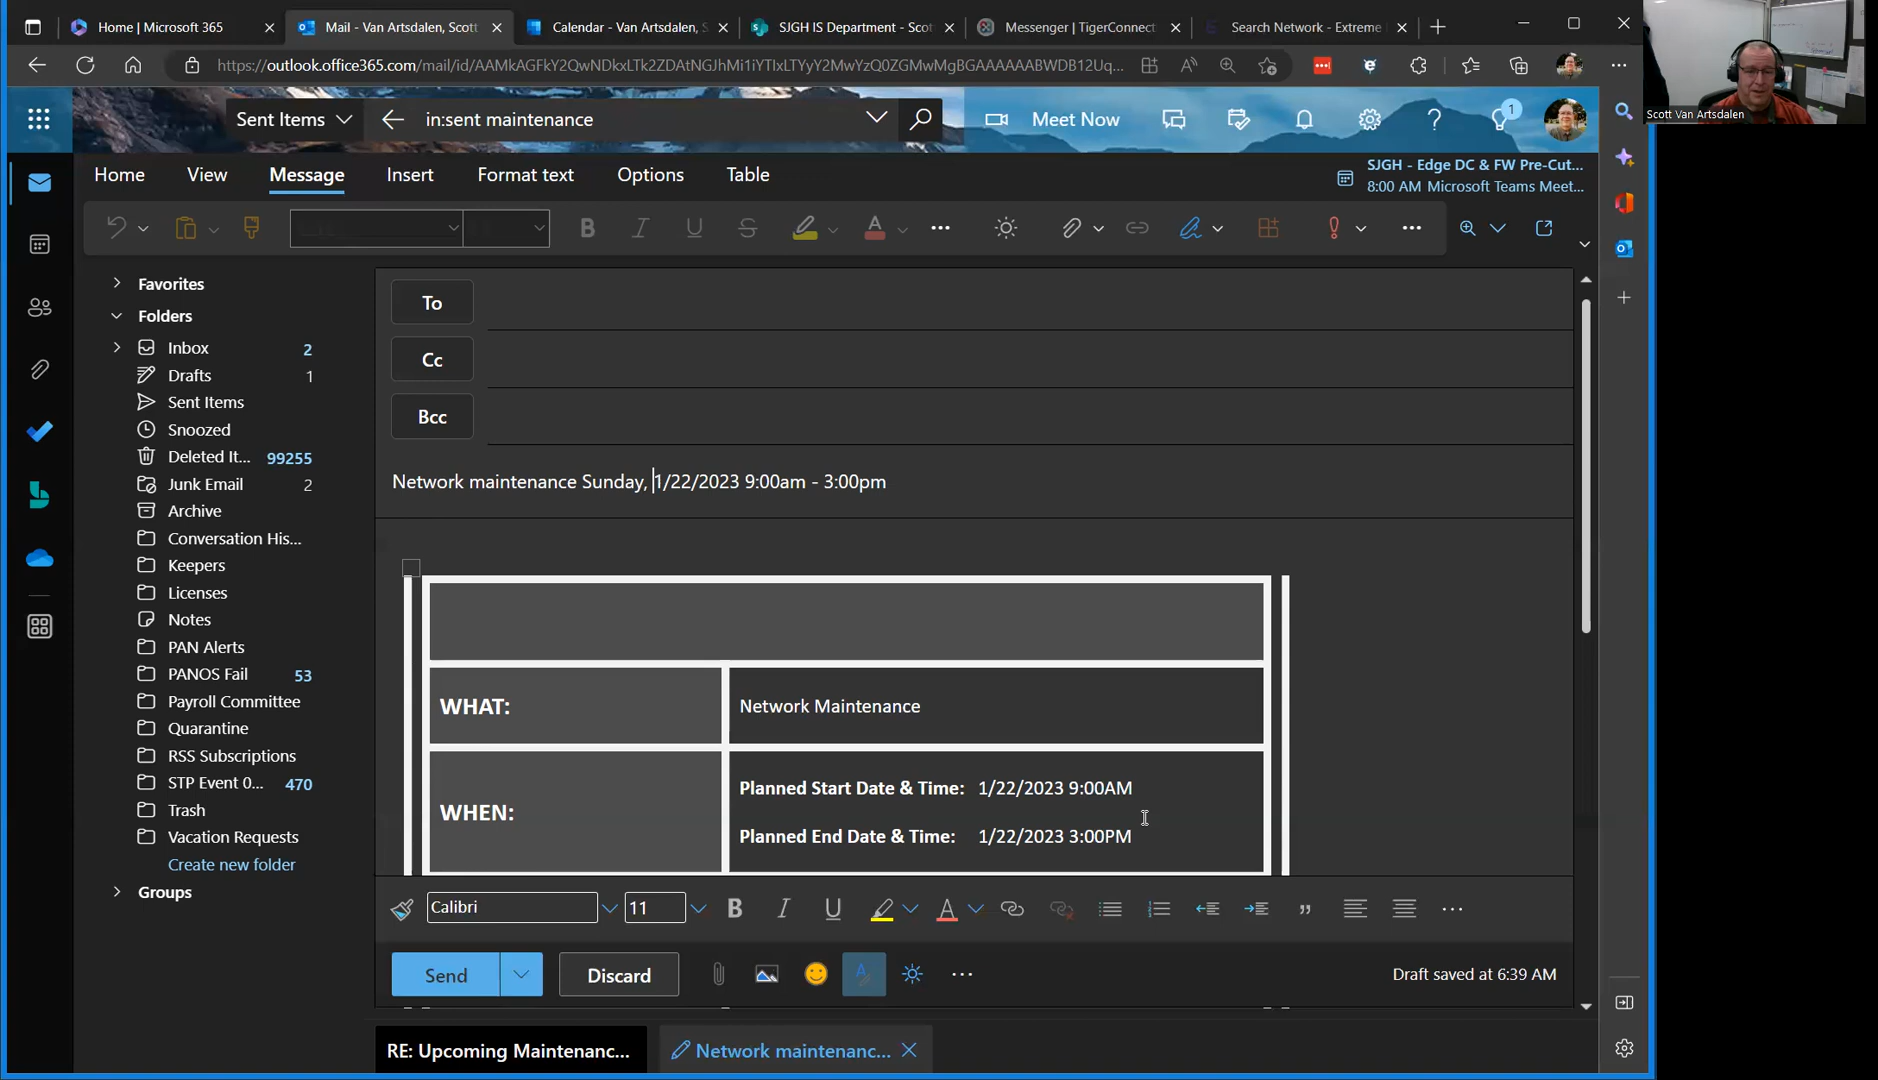 Home | Microsoft 365
Mail - Van Artsdalen, Scott
Calendar - Van Artsdalen, S
SJGH IS Department - Scot
Messenger | TigerConnect
Search Network - Extreme
https://outlook.office365.com/mail/id/AAMkAGFkY2QwNDkxLTk2ZDAtNGJhMi1iYTIxLTYyY2MwYzQ0ZGMwMgBGAAAAAABWDB12Uq...
Scott Van Artsdalen
Sent Items
in:sent maintenance
Meet Now
1
Home
View
Message
Insert
Format text
Options
Table
SJGH - Edge DC & FW Pre-Cut...
8:00 AM Microsoft Teams Meet...
Favorites
Folders
Inbox 2
Drafts 1
Sent Items
Snoozed
Deleted It... 99255
Junk Email 2
Archive
Conversation His...
Keepers
Licenses
Notes
PAN Alerts
PANOS Fail 53
Payroll Committee
Quarantine
RSS Subscriptions
STP Event 0... 470
Trash
Vacation Requests
Create new folder
Groups
To
Cc
Bcc
Network maintenance Sunday, 1/22/2023 9:00am - 3:00pm
WHAT:
Network Maintenance
WHEN:
Planned Start Date & Time: 1/22/2023 9:00AM
Planned End Date & Time: 1/22/2023 3:00PM
Calibri
11
B I U
Send
Discard
Draft saved at 6:39 AM
RE: Upcoming Maintenanc...
Network maintenanc...